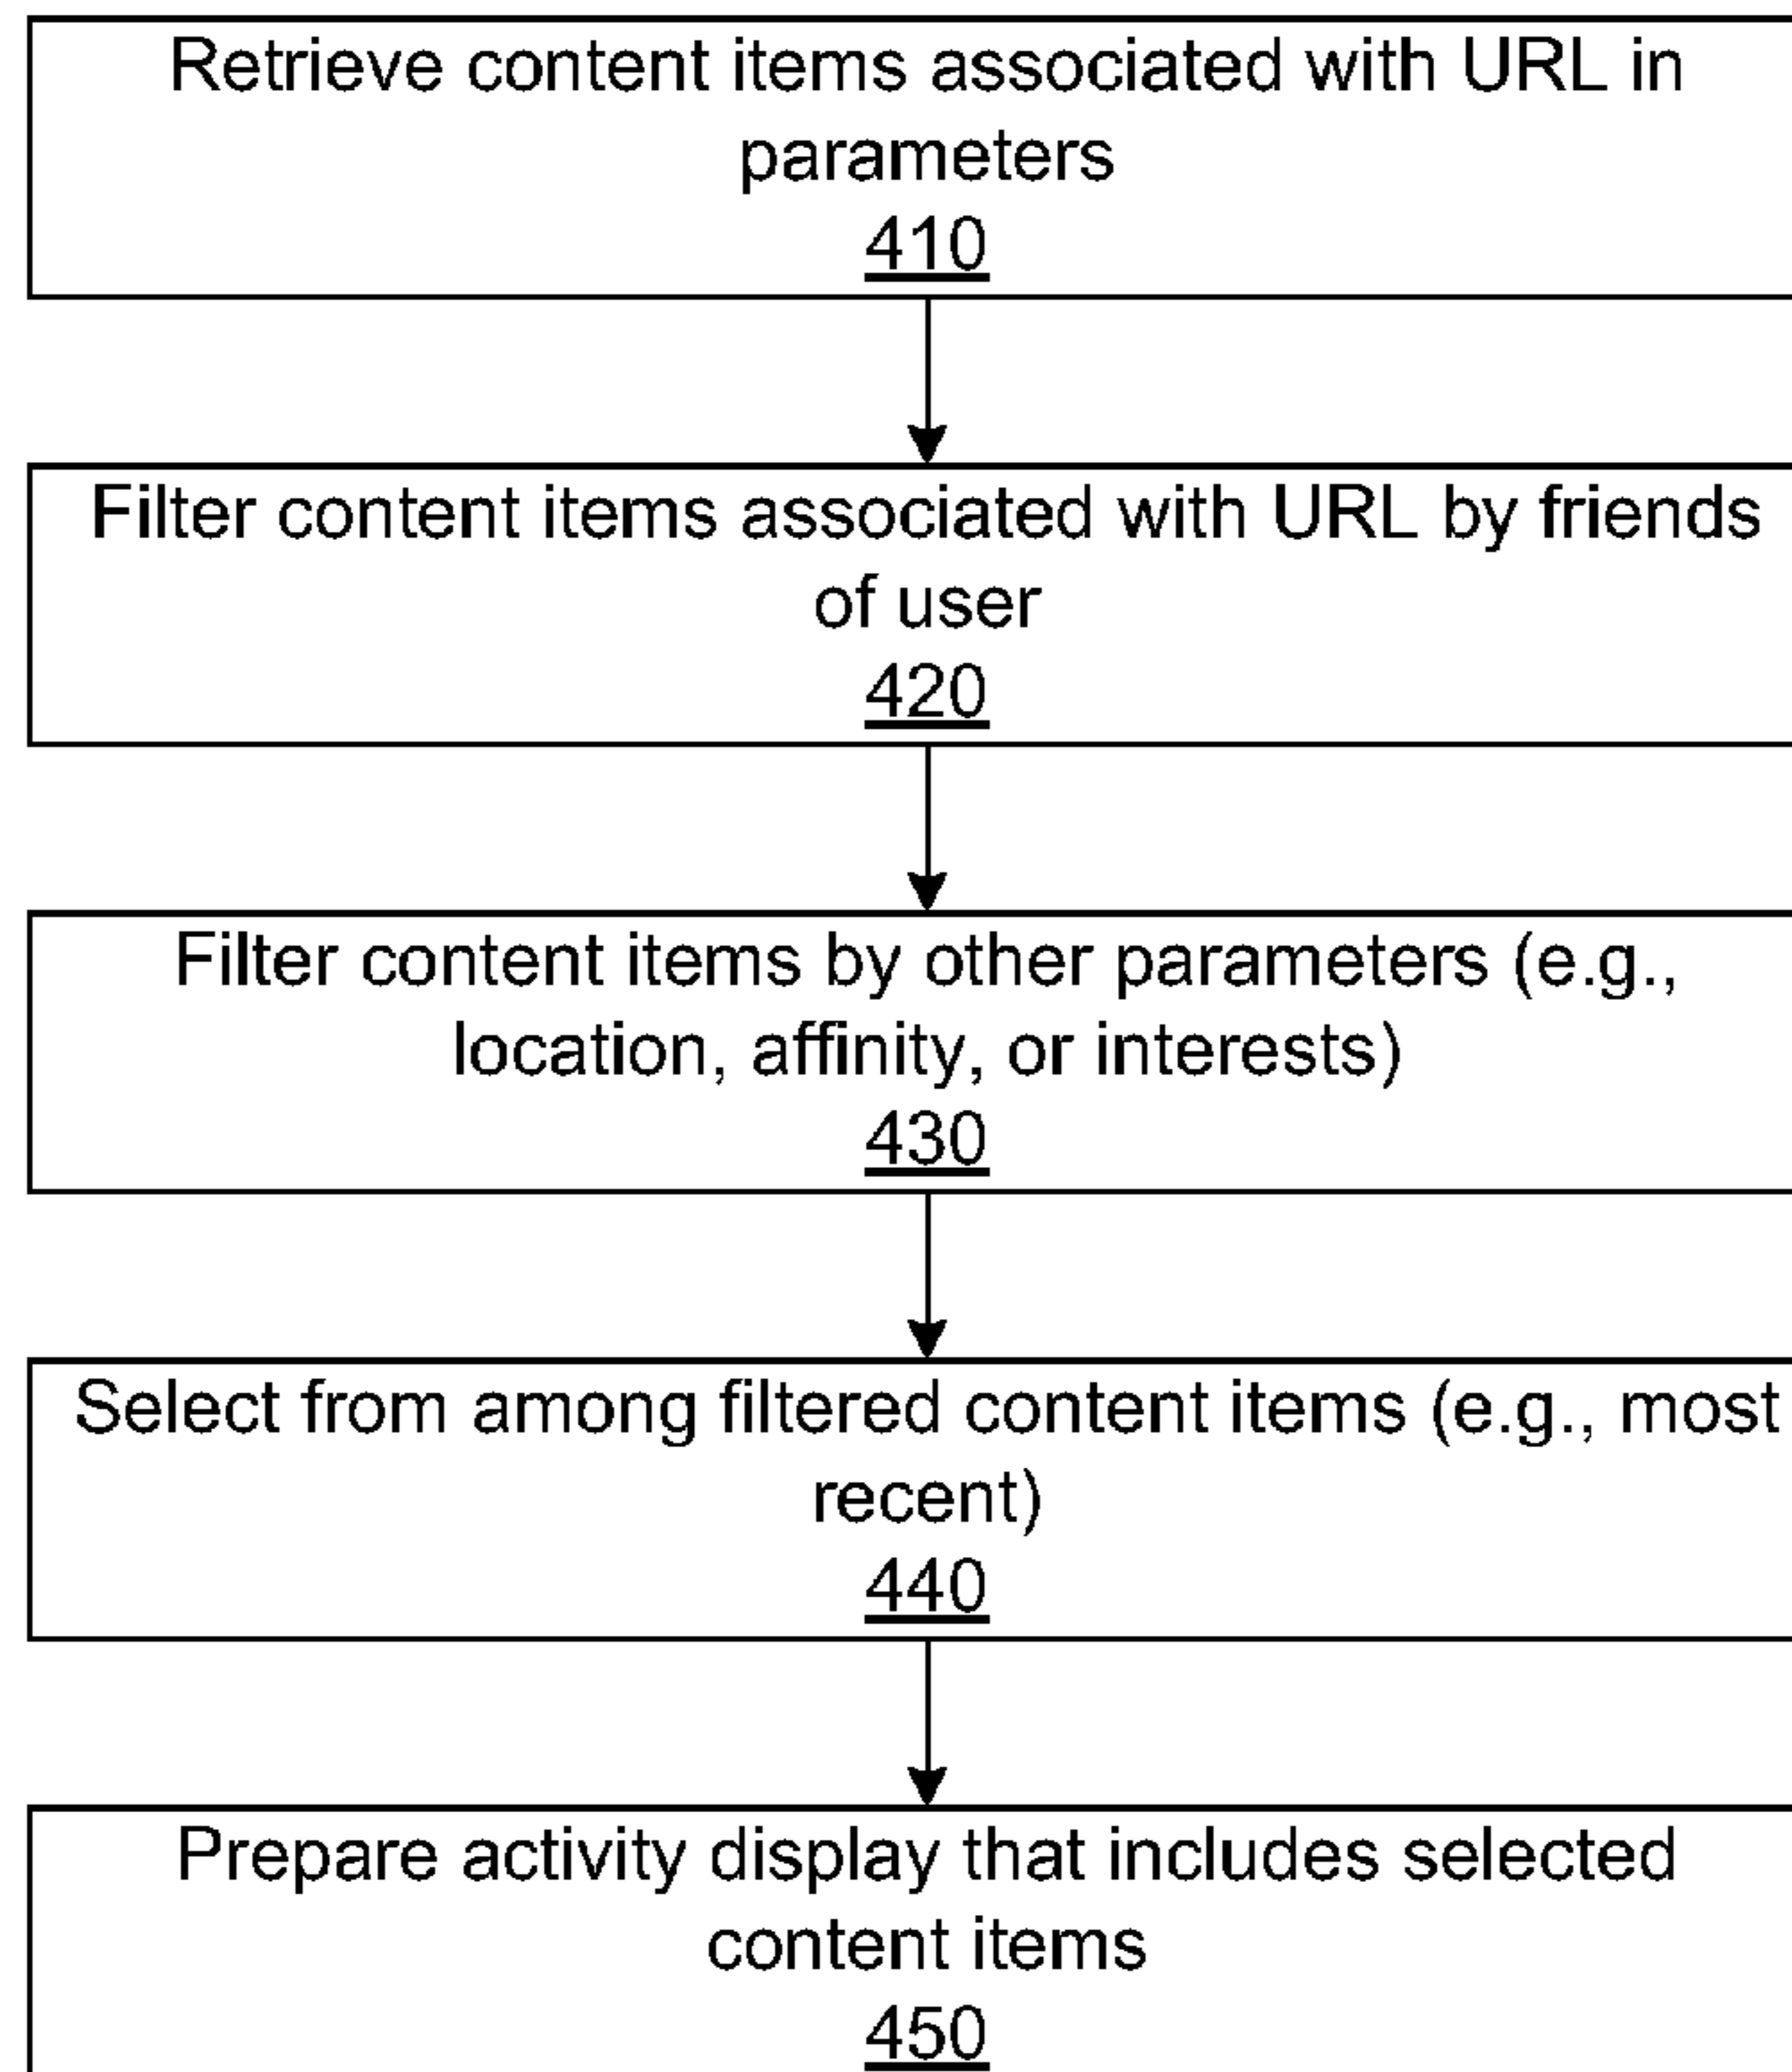 Retrieve content items associated with URL in
parameters
410
Filter content items associated with URL by friends
of user
420
Filter content items by other parameters (e.g.,
location, affinity, or interests)
430
Select from among filtered content items (e.g., most
recent)
440
Prepare activity display that includes selected
content items
450